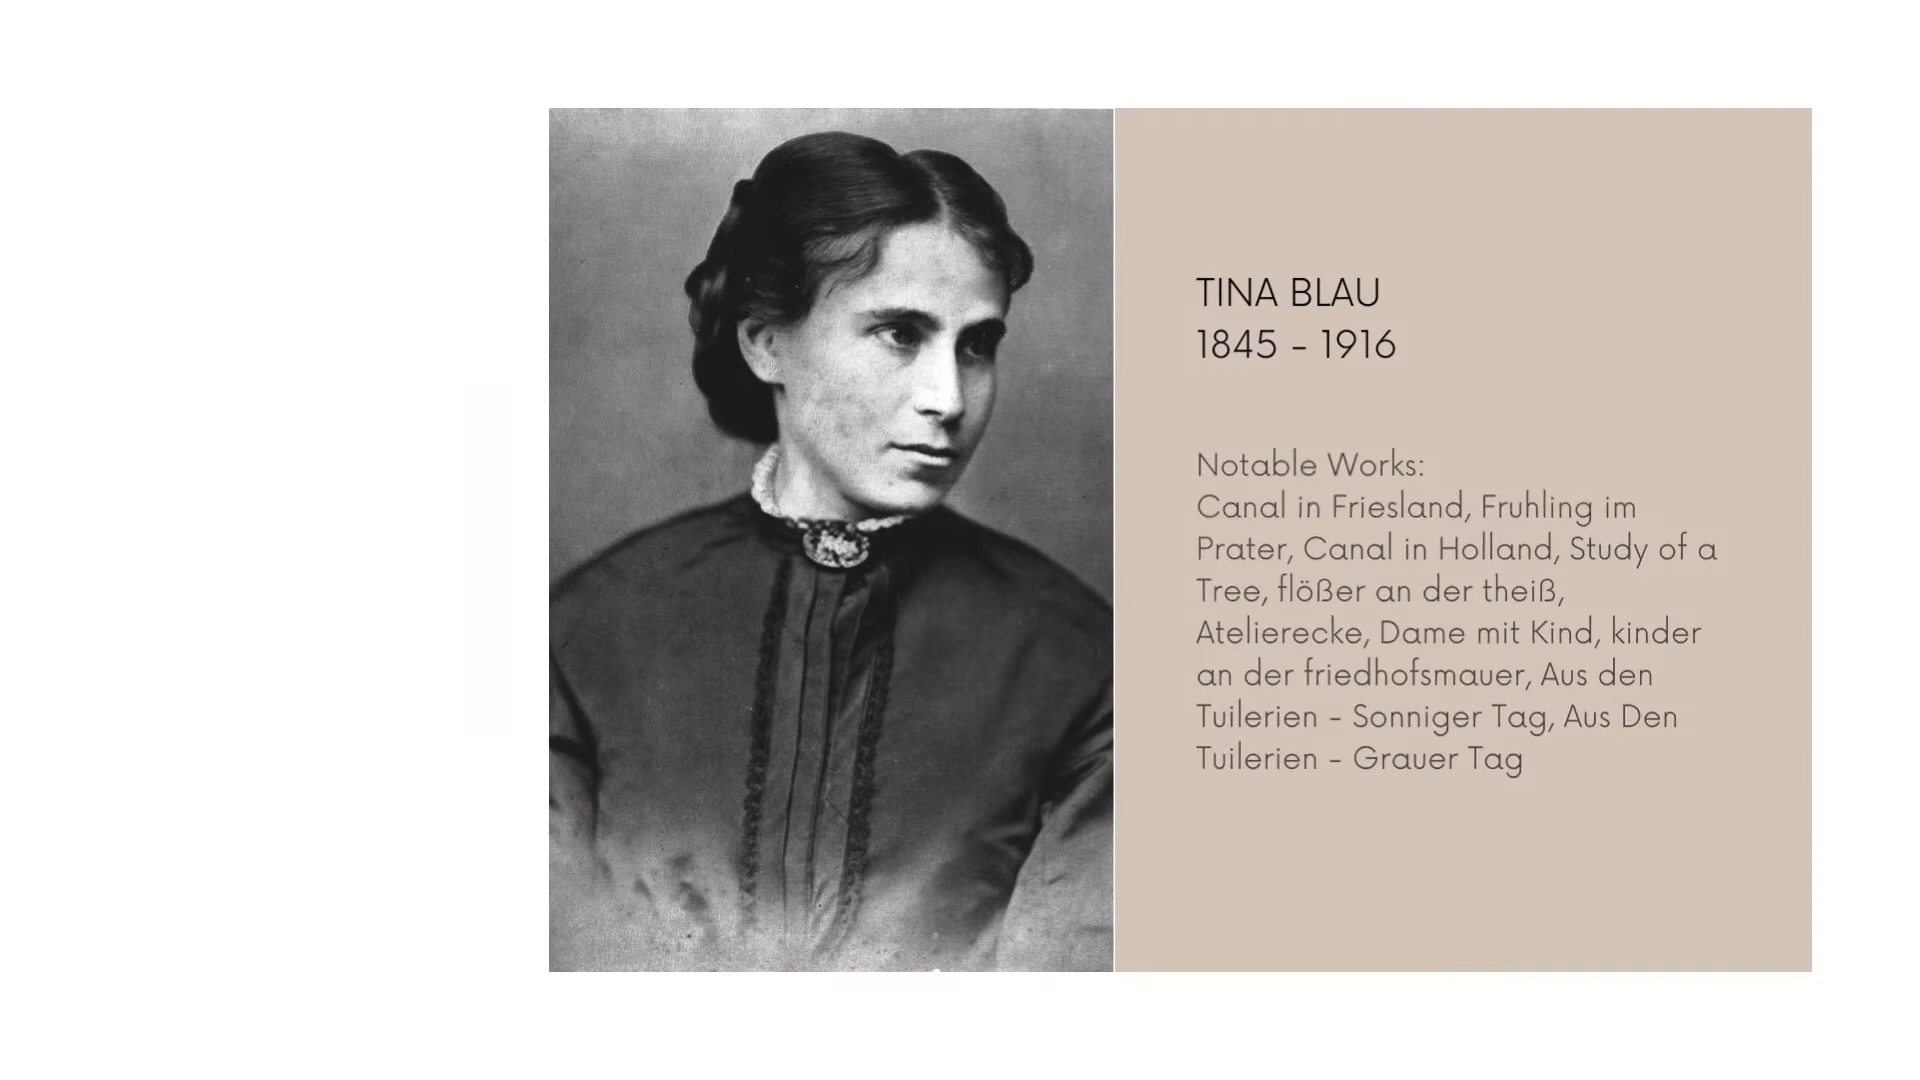 TINA BLAU
1845 - 1916
Notable Works:
Canal in Friesland, Fruhling im
Prater, Canal in Holland, Study of a
Tree, flößer an der theiß,
Atelierecke, Dame mit Kind, kinder
an der friedhofsmauer, Aus den
Tuilerien - Sonniger Tag, Aus Den
Tuilerien - Grauer Tag